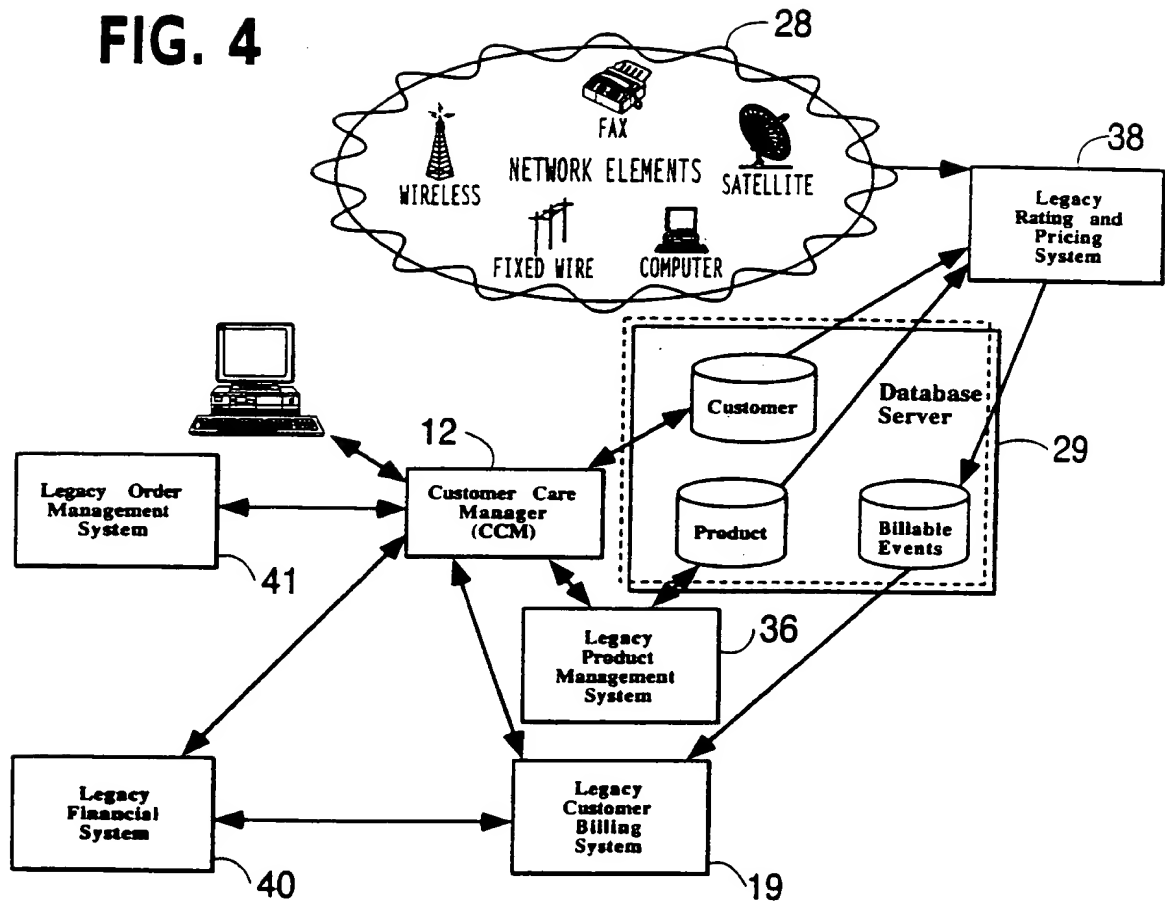 FIG. 4
28
FAX
WIRELESS
NETWORK ELEMENTS
SATELLITE
FIXED WIRE
COMPUTER
38
Legacy
Rating and
Pricing
System
Customer
Database
Server
29
12
Legacy Order
Management
System
41
Customer Care
Manager
(CCM)
Product
Billable
Events
Legacy
Product
Management
System
36
Legacy
Financial
System
40
Legacy
Customer
Billing
System
19